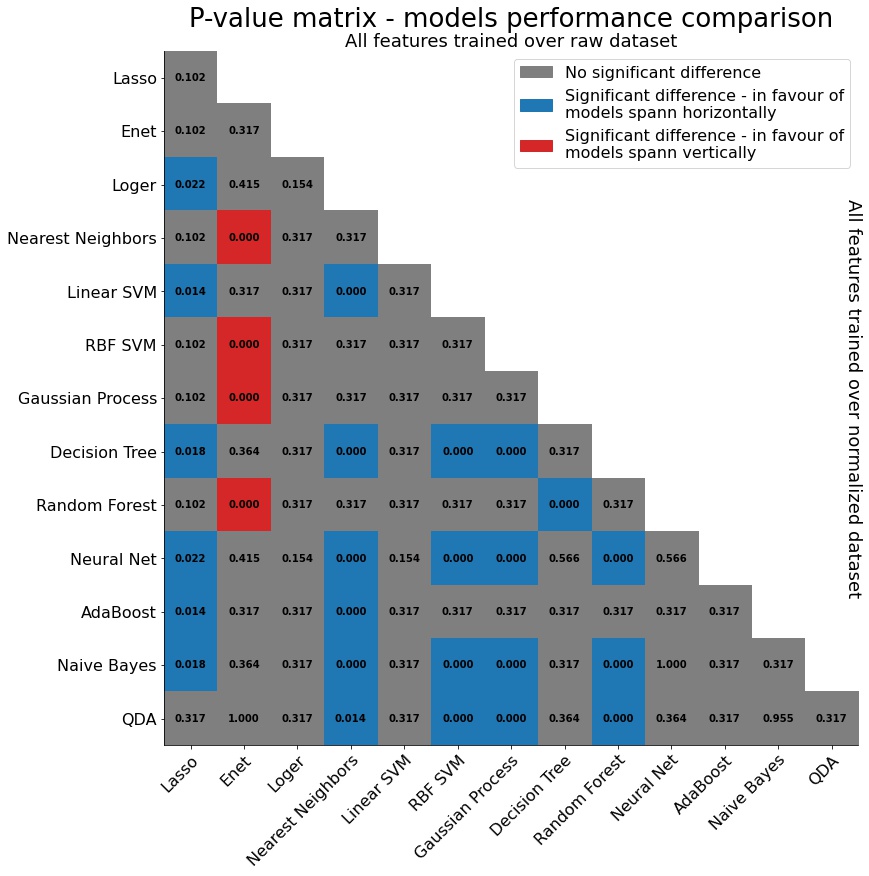 P-value matrix - models performance comparison
All features trained over raw dataset
No significant difference
Significant difference - in favour of
models spann horizontally
Significant difference - in favour of
models spann vertically
All features trained over normalized dataset
Lasso 0.102
Enet 0.102 0.317
Loger 0.022 0.415 0.154
Nearest Neighbors 0.102 0.000 0.317 0.317
Linear SVM 0.014 0.317 0.317 0.000 0.317
RBF SVM 0.102 0.000 0.317 0.317 0.317 0.317
Gaussian Process 0.102 0.000 0.317 0.317 0.317 0.317 0.317
Decision Tree 0.018 0.364 0.317 0.000 0.317 0.000 0.000 0.317
Random Forest 0.102 0.000 0.317 0.317 0.317 0.317 0.317 0.000 0.317
Neural Net 0.022 0.415 0.154 0.000 0.154 0.000 0.000 0.566 0.000 0.566
AdaBoost 0.014 0.317 0.317 0.000 0.317 0.317 0.317 0.317 0.317 0.317 0.317
Naive Bayes 0.018 0.364 0.317 0.000 0.317 0.000 0.000 0.317 0.000 1.000 0.317 0.317
QDA 0.317 1.000 0.317 0.014 0.317 0.000 0.000 0.364 0.000 0.364 0.317 0.955 0.317
Lasso Enet Loger Nearest Neighbors Linear SVM RBF SVM Gaussian Process Decision Tree Random Forest Neural Net AdaBoost Naive Bayes QDA